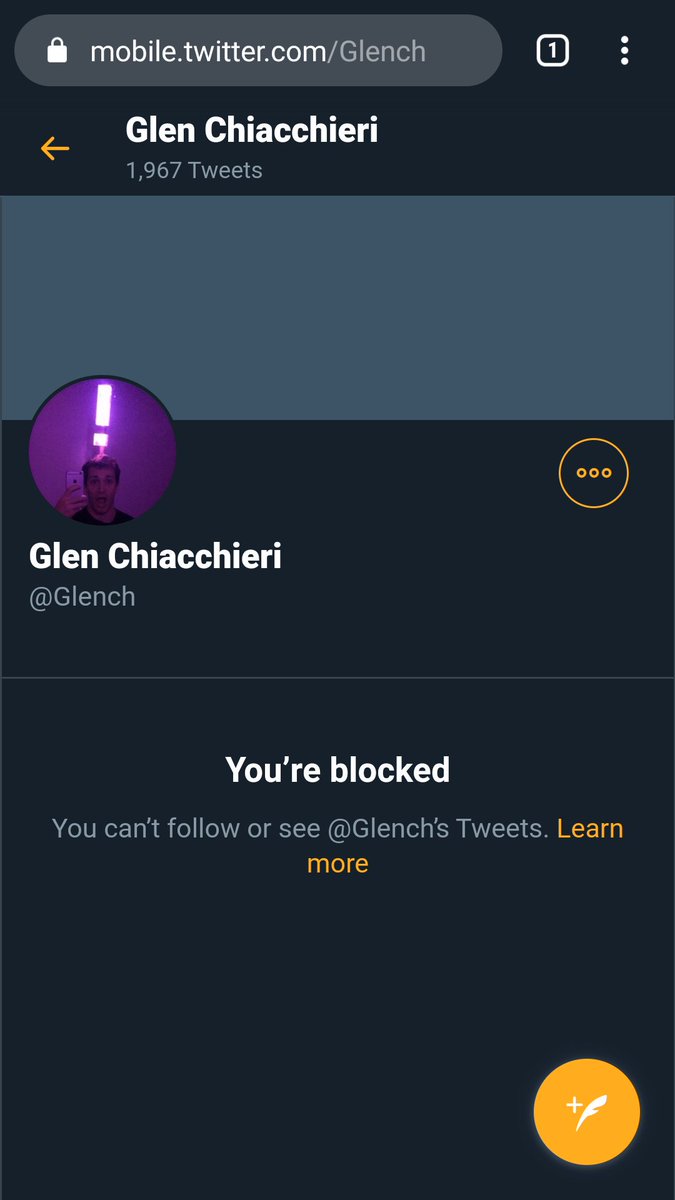 mobile.twitter.com/Glench
1
Glen Chiacchieri
1,967 Tweets
Glen Chiacchieri
@Glench
You’re blocked
You can’t follow or see @Glench’s Tweets. Learn
more